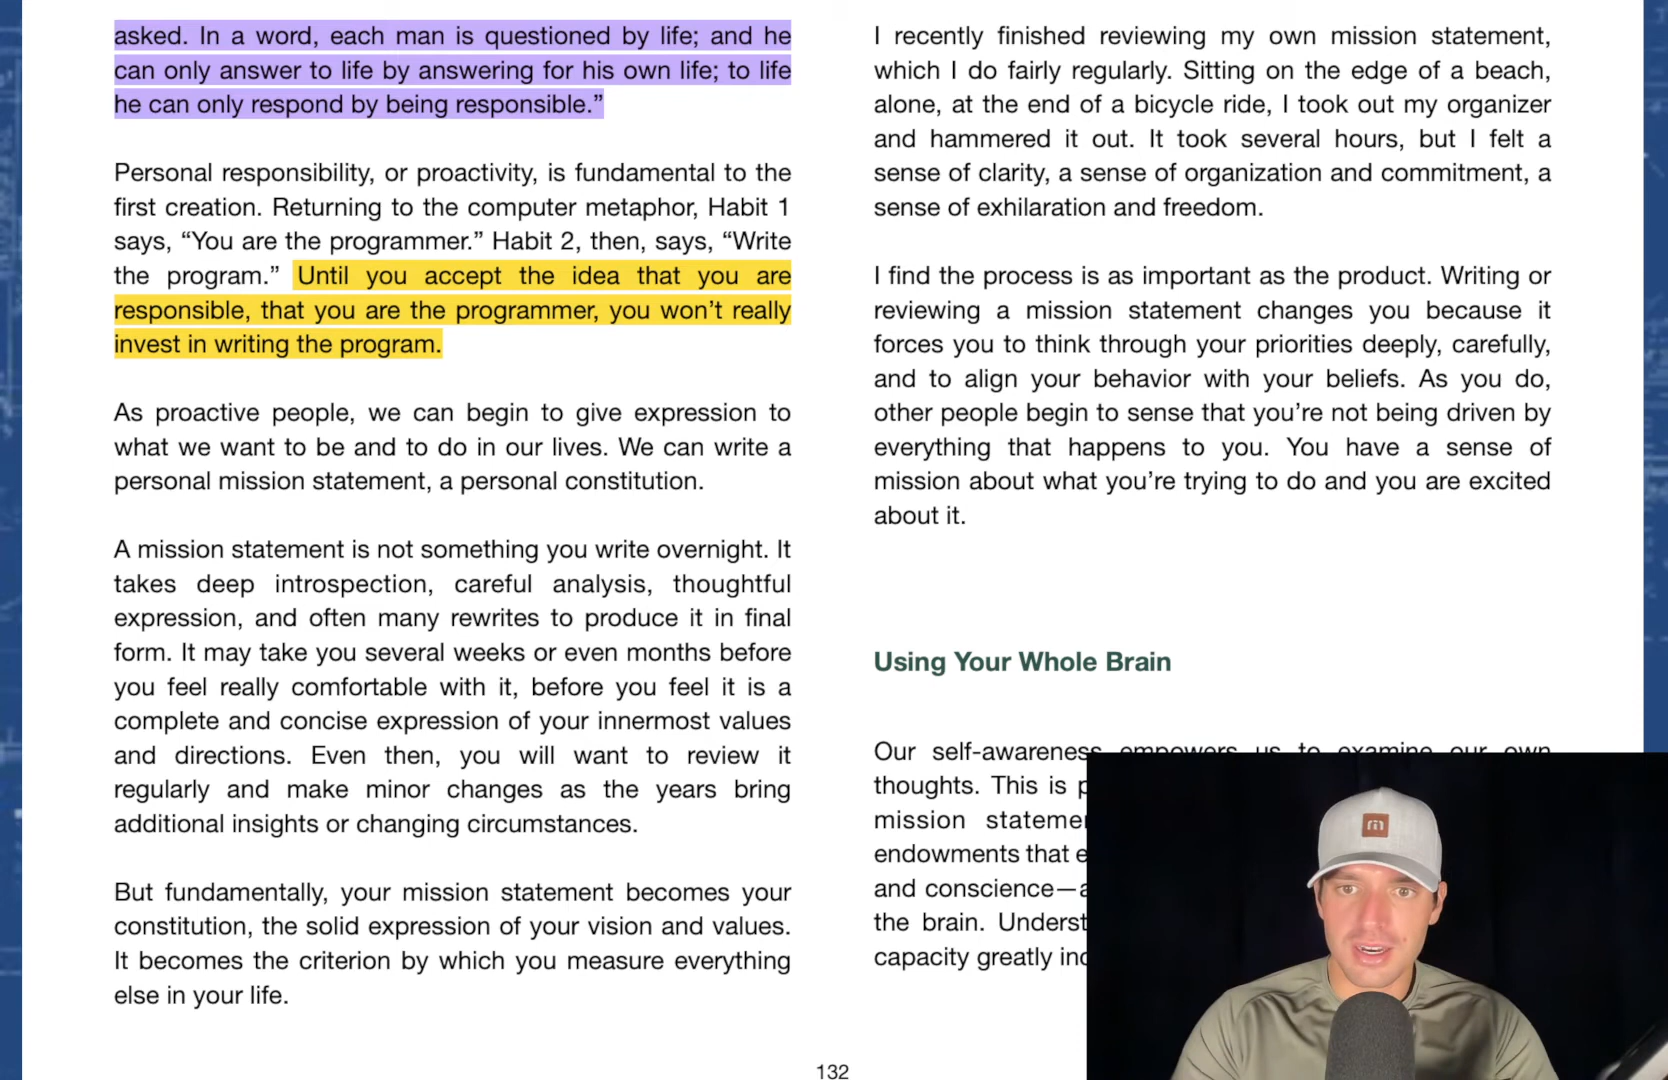 asked. In a word, each man is questioned by life; and he
can only answer to life by answering for his own life; to life
he can only respond by being responsible.”
Personal responsibility, or proactivity, is fundamental to the
first creation. Returning to the computer metaphor, Habit 1
says, “You are the programmer.” Habit 2, then, says, “Write
the program.” Until you accept the idea that you are
responsible, that you are the programmer, you won’t really
invest in writing the program.
As proactive people, we can begin to give expression to
what we want to be and to do in our lives. We can write a
personal mission statement, a personal constitution.
A mission statement is not something you write overnight. It
takes deep introspection, careful analysis, thoughtful
expression, and often many rewrites to produce it in final
form. It may take you several weeks or even months before
you feel really comfortable with it, before you feel it is a
complete and concise expression of your innermost values
and directions. Even then, you will want to review it
regularly and make minor changes as the years bring
additional insights or changing circumstances.
But fundamentally, your mission statement becomes your
constitution, the solid expression of your vision and values.
It becomes the criterion by which you measure everything
else in your life.
I recently finished reviewing my own mission statement,
which I do fairly regularly. Sitting on the edge of a beach,
alone, at the end of a bicycle ride, I took out my organizer
and hammered it out. It took several hours, but I felt a
sense of clarity, a sense of organization and commitment, a
sense of exhilaration and freedom.
I find the process is as important as the product. Writing or
reviewing a mission statement changes you because it
forces you to think through your priorities deeply, carefully,
and to align your behavior with your beliefs. As you do,
other people begin to sense that you’re not being driven by
everything that happens to you. You have a sense of
mission about what you’re trying to do and you are excited
about it.
Using Your Whole Brain
Our self-awareness empowers us to examine our own
thoughts. This is
mission
endowments that
and conscience—
the brain.
capacity greatly
132